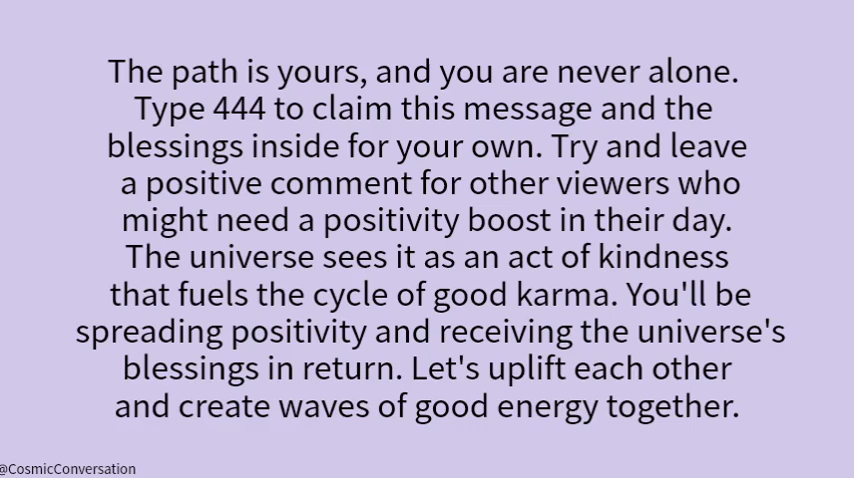 The path is yours, and you are never alone.
Type 444 to claim this message and the
blessings inside for your own. Try and leave
a positive comment for other viewers who
might need a positivity boost in their day.
The universe sees it as an act of kindness
that fuels the cycle of good karma. You'll be
spreading positivity and receiving the universe's
blessings in return. Let's uplift each other
and create waves of good energy together.
@CosmicConversation